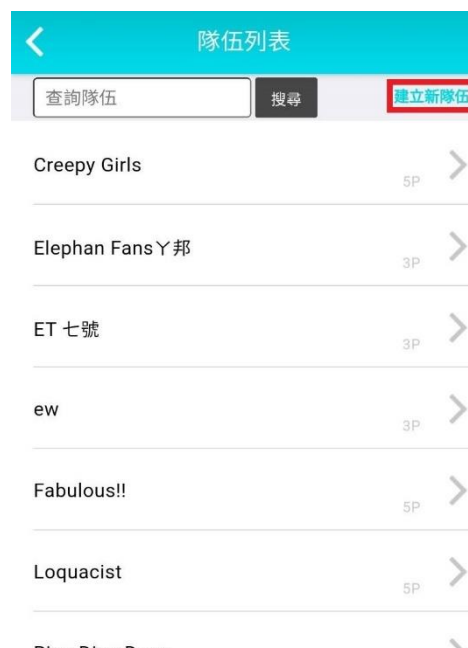 隊伍列表
查詢隊伍 搜尋 建立新隊伍
Creepy Girls
5P
Elephan Fansㄚ邦
3P
ET 七號
3P
ew
3P
Fabulous!!
5P
Loquacist
5P